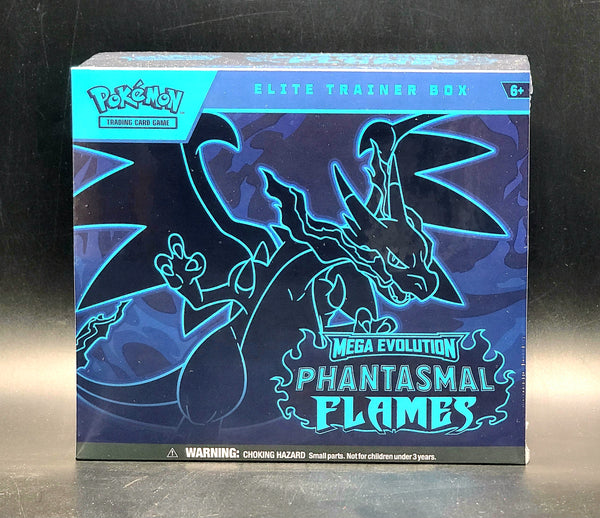 POKéMON
TRADING CARD GAME
ELITE TRAINER BOX
6+
MEGA EVOLUTION
PHANTASMAL
FLAMES
⚠ WARNING: CHOKING HAZARD Small parts. Not for children under 3 years.